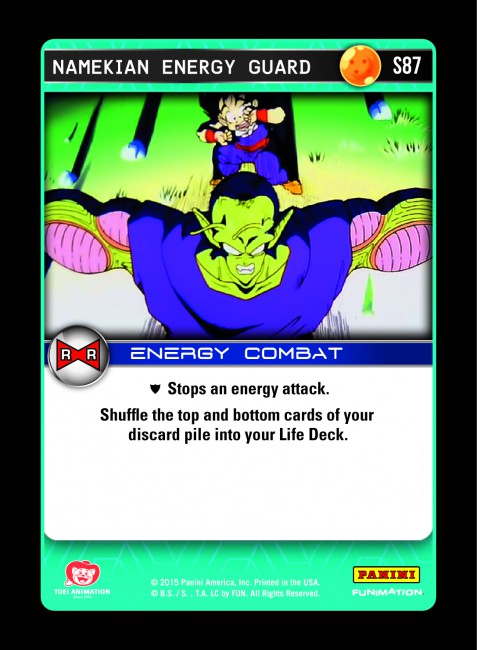 NAMEKIAN ENERGY GUARD
S87
R R
ENERGY COMBAT
Stops an energy attack.
Shuffle the top and bottom cards of your
discard pile into your Life Deck.
TOEI ANIMATION
© 2015 Panini America, Inc. Printed in the USA.
© B.S. / S. , T.A. LC by FUN. All Rights Reserved.
PANINI
FUNIMATION